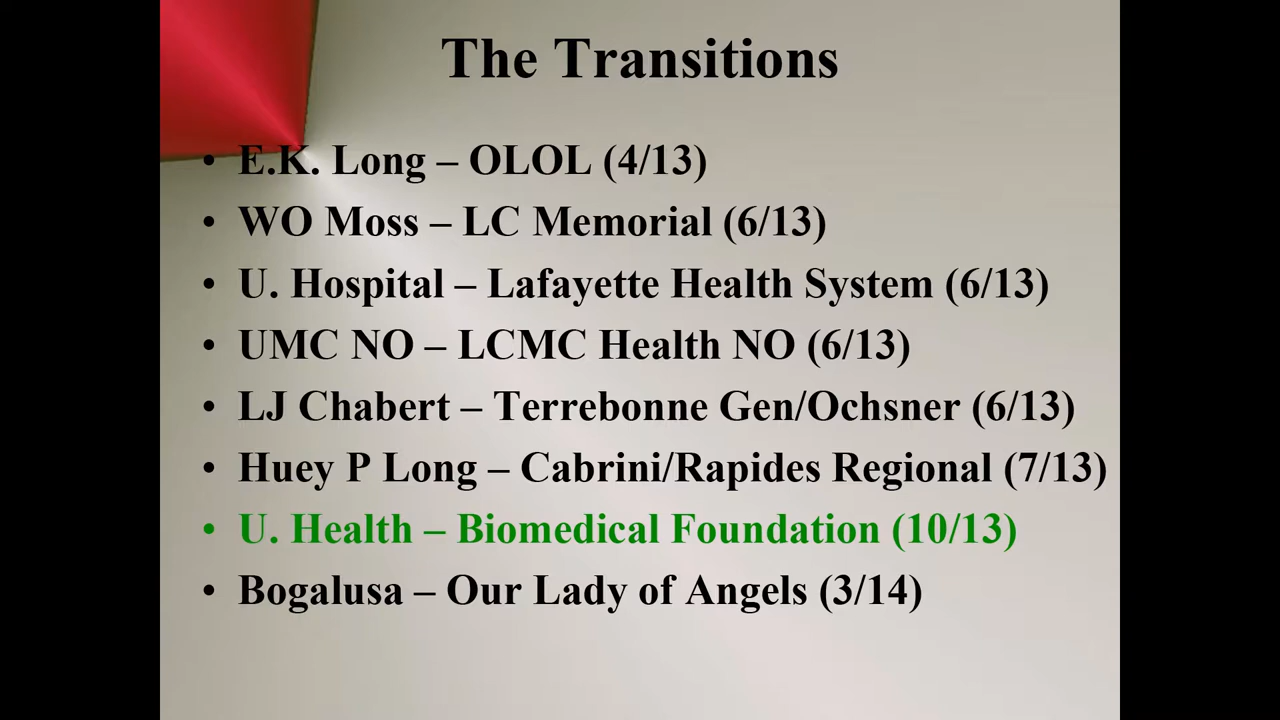 The Transitions
• E.K. Long – OLOL (4/13)
• WO Moss – LC Memorial (6/13)
• U. Hospital – Lafayette Health System (6/13)
• UMC NO – LCMC Health NO (6/13)
• LJ Chabert – Terrebonne Gen/Ochsner (6/13)
• Huey P Long – Cabrini/Rapides Regional (7/13)
• U. Health – Biomedical Foundation (10/13)
• Bogalusa – Our Lady of Angels (3/14)